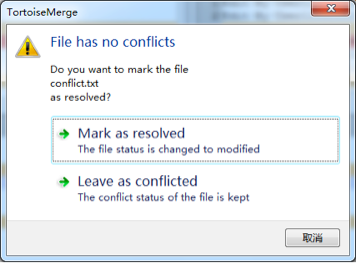 TortoiseMerge
File has no conflicts
Do you want to mark the file
conflict.txt
as resolved?
Mark as resolved
The file status is changed to modified
Leave as conflicted
The conflict status of the file is kept
取消